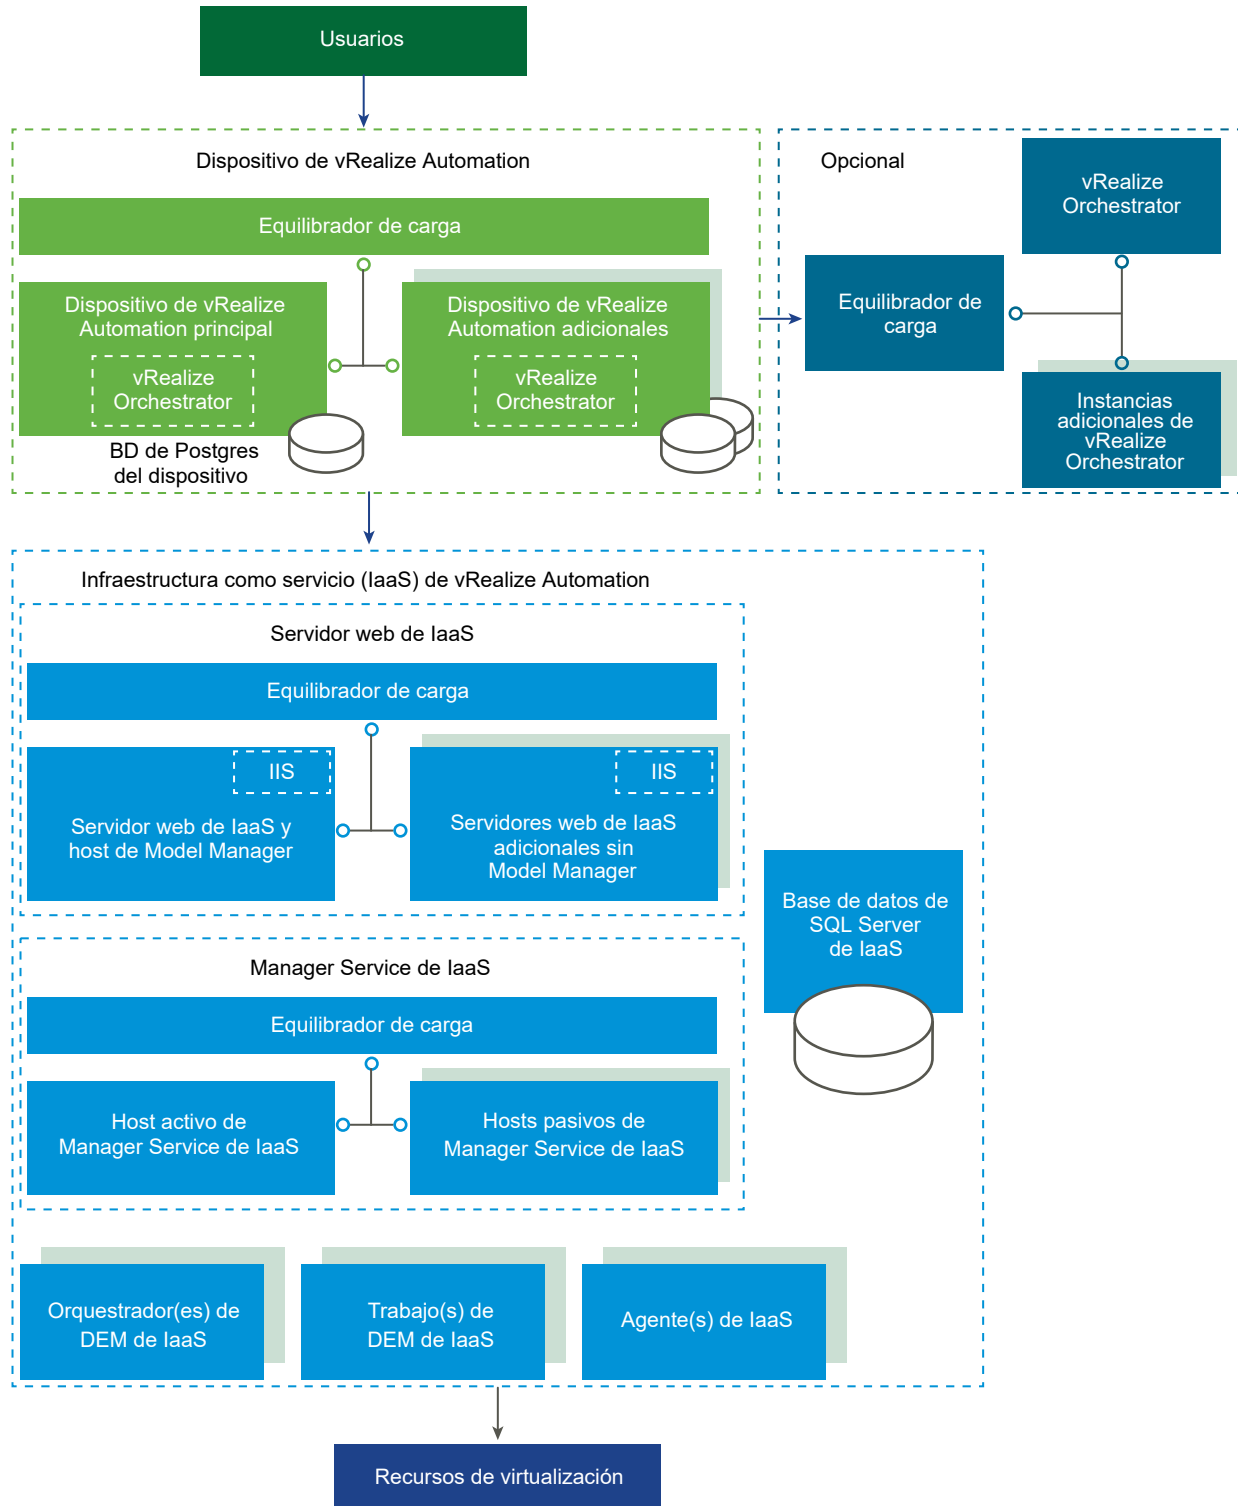 Usuarios
Dispositivo de vRealize Automation
Equilibrador de carga
Dispositivo de vRealize
Automation principal
vRealize
Orchestrator
Dispositivo de vRealize
Automation adicionales
vRealize
Orchestrator
BD de Postgres
del dispositivo
Opcional
vRealize
Orchestrator
Equilibrador de
carga
Instancias
adicionales de
vRealize
Orchestrator
Infraestructura como servicio (IaaS) de vRealize Automation
Servidor web de IaaS
Equilibrador de carga
IIS
Servidor web de IaaS y
host de Model Manager
IIS
Servidores web de IaaS
adicionales sin
Model Manager
Base de datos de
SQL Server
de IaaS
Manager Service de IaaS
Equilibrador de carga
Host activo de
Manager Service de IaaS
Hosts pasivos de
Manager Service de IaaS
Orquestrador(es) de
DEM de IaaS
Trabajo(s) de
DEM de IaaS
Agente(s) de IaaS
Recursos de virtualización